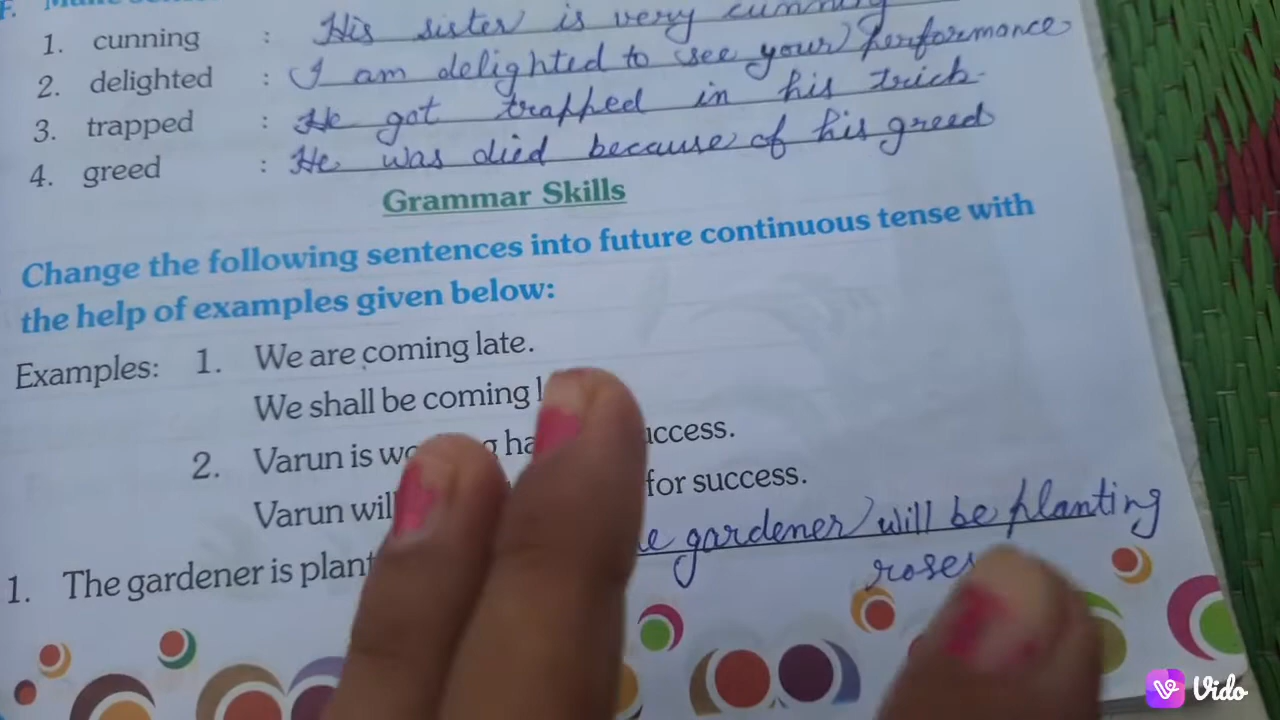 F.
1. cunning : His sister is very cunning
2. delighted : I am delighted to see your performance
3. trapped : He got trapped in his trick
4. greed : He was died because of his greed
Grammar Skills
Change the following sentences into future continuous tense with
the help of examples given below:
Examples: 1. We are coming late.
We shall be coming
2. Varun is
success.
Varun will for success.
1. The gardener is gardener will be planting
roses
Vido